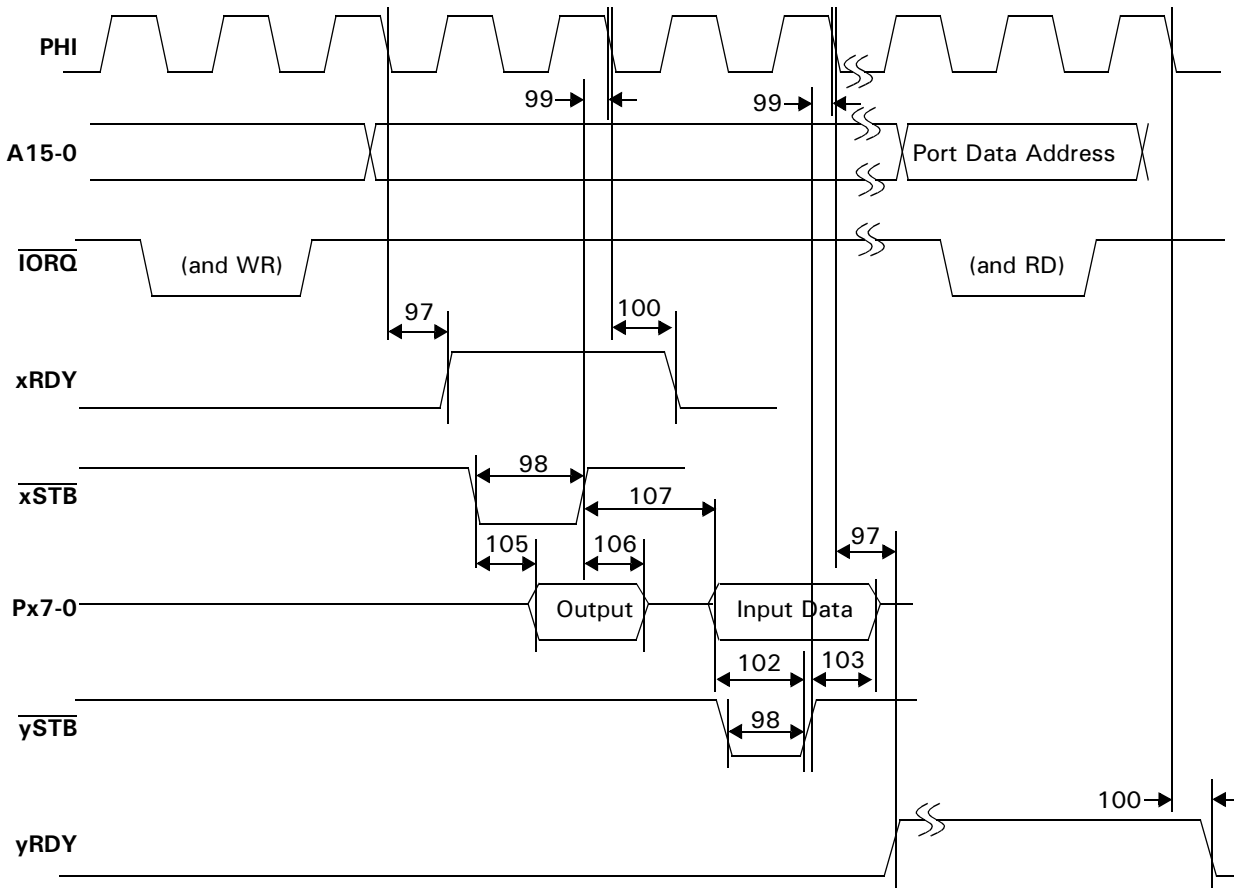 PHI
99
99
A15-0
Port Data Address
IORQ
(and WR)
(and RD)
97
100
xRDY
98
xSTB
107
97
105
106
Px7-0
Output
Input Data
102
103
ySTB
98
100
yRDY